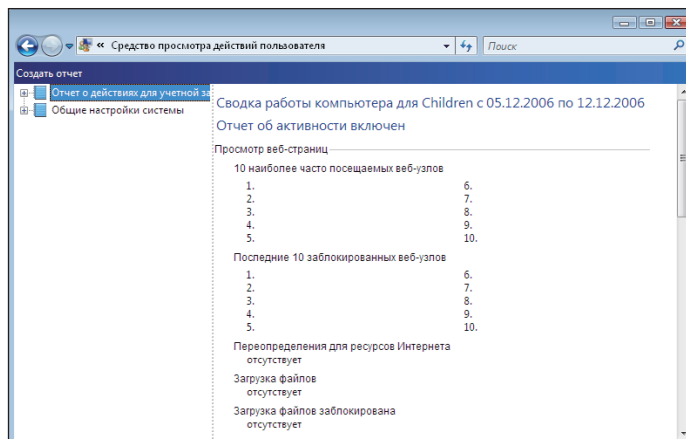 « Средство просмотра действий пользователя
Поиск
Создать отчет
Отчет о действиях для учетной за
Общие настройки системы
Сводка работы компьютера для Children с 05.12.2006 по 12.12.2006
Отчет об активности включен
Просмотр веб-страниц
10 наиболее часто посещаемых веб-узлов
1. 6.
2. 7.
3. 8.
4. 9.
5. 10.
Последние 10 заблокированных веб-узлов
1. 6.
2. 7.
3. 8.
4. 9.
5. 10.
Переопределения для ресурсов Интернета
отсутствует
Загрузка файлов
отсутствует
Загрузка файлов заблокирована
отсутствует